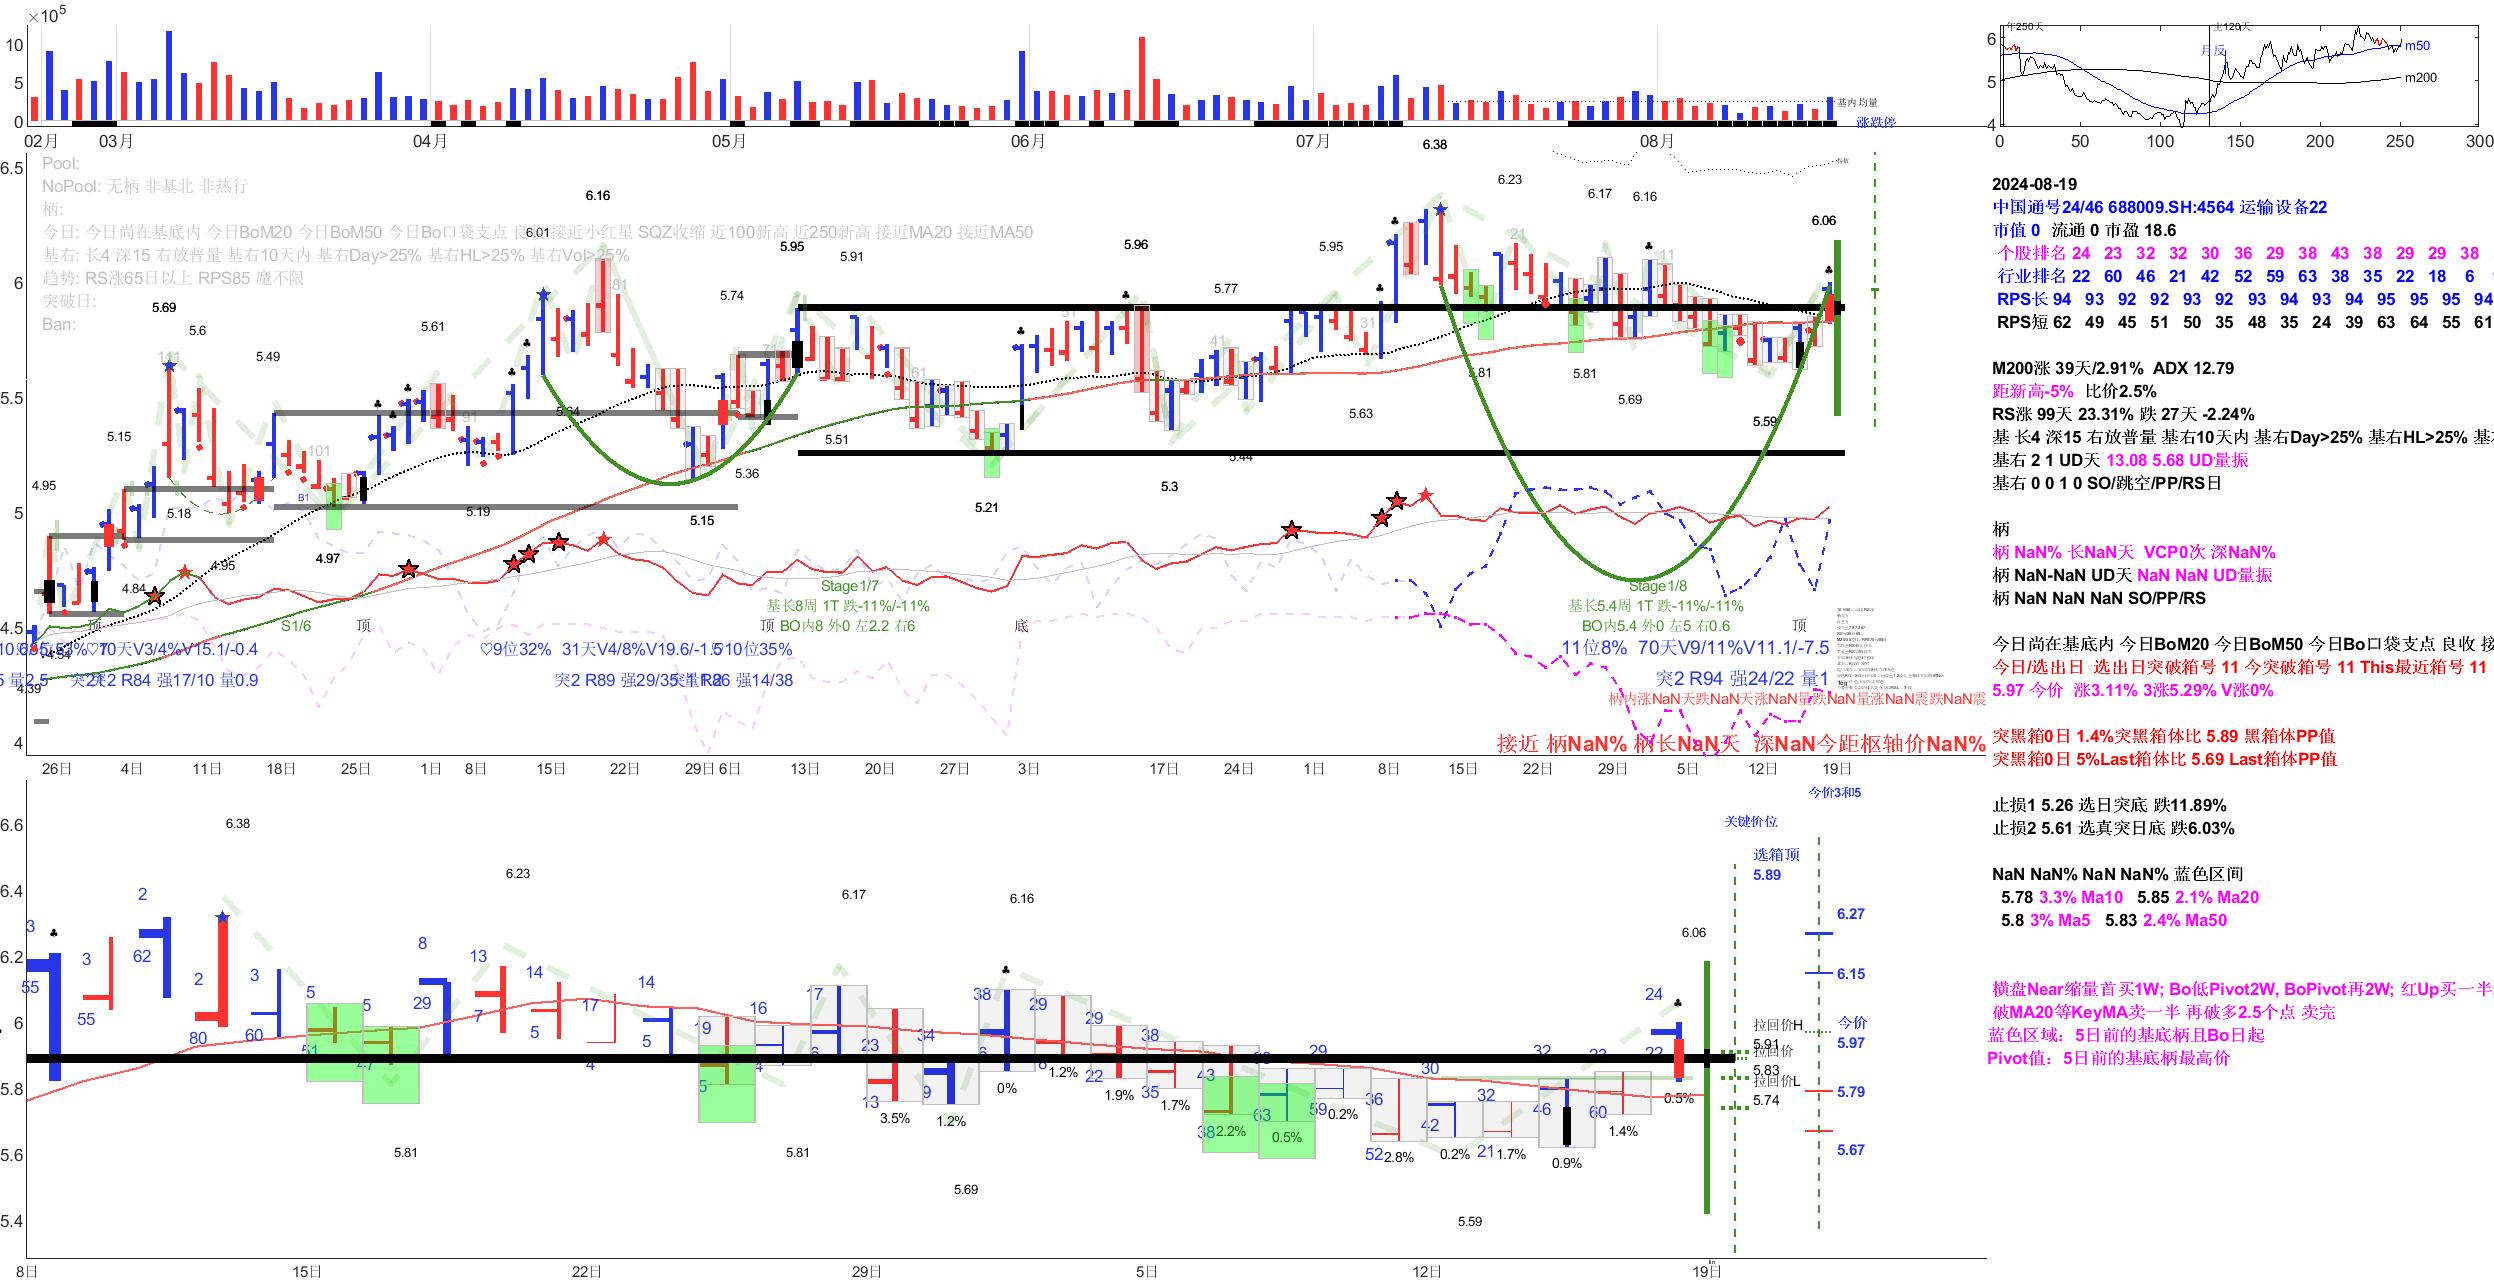 ×10⁵
10
5
0
02月 03月 04月 05月 06月 07月 08月
基内均量
涨跌停
年250天 主120天
月反
6
5
4
m50
m200
0 50 100 150 200 250 300
6.5
6
5.5
5
4.5
4
Pool:
NoPool: 无柄 非基北 非热行
柄:
今日: 今日尚在基底内 今日BoM20 今日BoM50 今日Bo口袋支点 良收 接近小红星 SQZ收缩 近100新高 近250新高 接近MA20 接近MA50
基右: 长4 深15 右放普量 基右10天内 基右Day>25% 基右HL>25% 基右Vol>25%
趋势: RS涨65日以上 RPS85 魔不限
突破日:
Ban:
6.38
6.23
6.17
6.16
6.06
6.16
6.01
5.95
5.91
5.96
5.95
5.77
5.74
5.69
5.6
5.49
5.61
5.64
5.15
4.95
5.18
4.97
4.95
4.84
5.19
5.15
5.36
5.51
5.21
5.3
5.44
5.63
5.81
5.81
5.69
5.59
4.54
4.39
111
101
91
81
71
61
41
31
21
11
B1
S1/6
顶
顶
顶
底
顶
Stage1/7
基长8周 1T 跌-11%/-11%
BO内8 外0 左2.2 右6
Stage1/8
基长5.4周 1T 跌-11%/-11%
BO内5.4 外0 左5 右0.6
70天V3/4%V15.1/-0.4
突2 R84 强17/10 量0.9
♡9位32% 31天V4/8%V19.6/-1.5
10位35%
突2 R89 强29/35
强14/38
11位8% 70天V9/11%V11.1/-7.5
突2 R94 强24/22 量1
柄内涨NaN天跌NaN天涨NaN量跌NaN量涨NaN震跌NaN震
接近 柄NaN% 柄长NaN天 深NaN今距枢轴价NaN%
26日 4日 11日 18日 25日 1日 8日 15日 22日 29日 6日 13日 20日 27日 3日 17日 24日 1日 8日 15日 22日 29日 5日 12日 19日
2024-08-19
中国通号24/46 688009.SH:4564 运输设备22
市值 0 流通 0 市盈 18.6
个股排名 24 23 32 32 30 36 29 38 43 38 29 29 38
行业排名 22 60 46 21 42 52 59 63 38 35 22 18 6
RPS长 94 93 92 92 93 92 93 94 93 94 95 95 95 94
RPS短 62 49 45 51 50 35 48 35 24 39 63 64 55 61
M200涨 39天/2.91% ADX 12.79
距新高-5% 比价2.5%
RS涨 99天 23.31% 跌 27天 -2.24%
基 长4 深15 右放普量 基右10天内 基右Day>25% 基右HL>25%
基右 2 1 UD天 13.08 5.68 UD量振
基右 0 0 1 0 SO/跳空/PP/RS日
柄
柄 NaN% 长NaN天 VCP0次 深NaN%
柄 NaN-NaN UD天 NaN NaN UD量振
柄 NaN NaN NaN SO/PP/RS
今日尚在基底内 今日BoM20 今日BoM50 今日Bo口袋支点 良收
今日/选出日 选出日突破箱号 11 今突破箱号 11 This最近箱号 11
5.97 今价 涨3.11% 3涨5.29% V涨0%
突黑箱0日 1.4%突黑箱体比 5.89 黑箱体PP值
突黑箱0日 5%Last箱体比 5.69 Last箱体PP值
止损1 5.26 选日突底 跌11.89%
止损2 5.61 选真突日底 跌6.03%
NaN NaN% NaN NaN% 蓝色区间
5.78 3.3% Ma10 5.85 2.1% Ma20
5.8 3% Ma5 5.83 2.4% Ma50
横盘Near缩量首买1W; Bo低Pivot2W, BoPivot再2W; 红Up买一半
破MA20等KeyMA卖一半 再破多2.5个点 卖完
蓝色区域：5日前的基底柄且Bo日起
Pivot值：5日前的基底柄最高价
今价3和5
关键价位
选箱顶
5.89
6.27
6.15
拉回价H
5.91
今价
5.97
拉回价
5.83
拉回价L
5.74
5.79
5.67
6.6
6.4
6.2
6
5.8
5.6
5.4
6.38
6.23
6.17
6.16
6.06
5.81
5.81
5.69
5.59
3 3 2 2 3 5 5 8 13 14 17 14 19 16 17 23 34 38 29 29 38
55 55 62 80 60 51 47 29 7 5 4 5 5
3.5% 1.2% 0% 1.2% 1.9% 1.7% 2.2% 0.5% 0.2% 2.8% 0.2% 1.7% 0.9% 1.4% 0.5%
13 9 22 35 43 38 63 59 29 36 52 30 42 32 21 32 46 60 24 22
8日 15日 22日 29日 5日 12日 19日